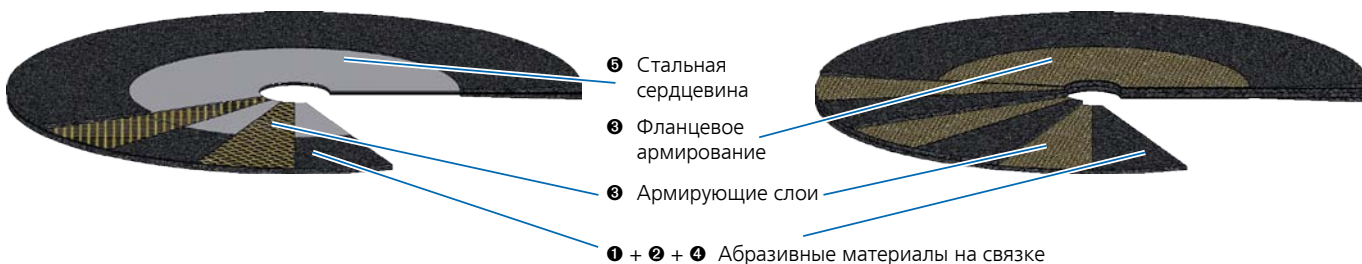 ❺ Стальная
сердцевина
❸ Фланцевое
армирование
❸ Армирующие слои
❶ + ❷ + ❹ Абразивные материалы на связке